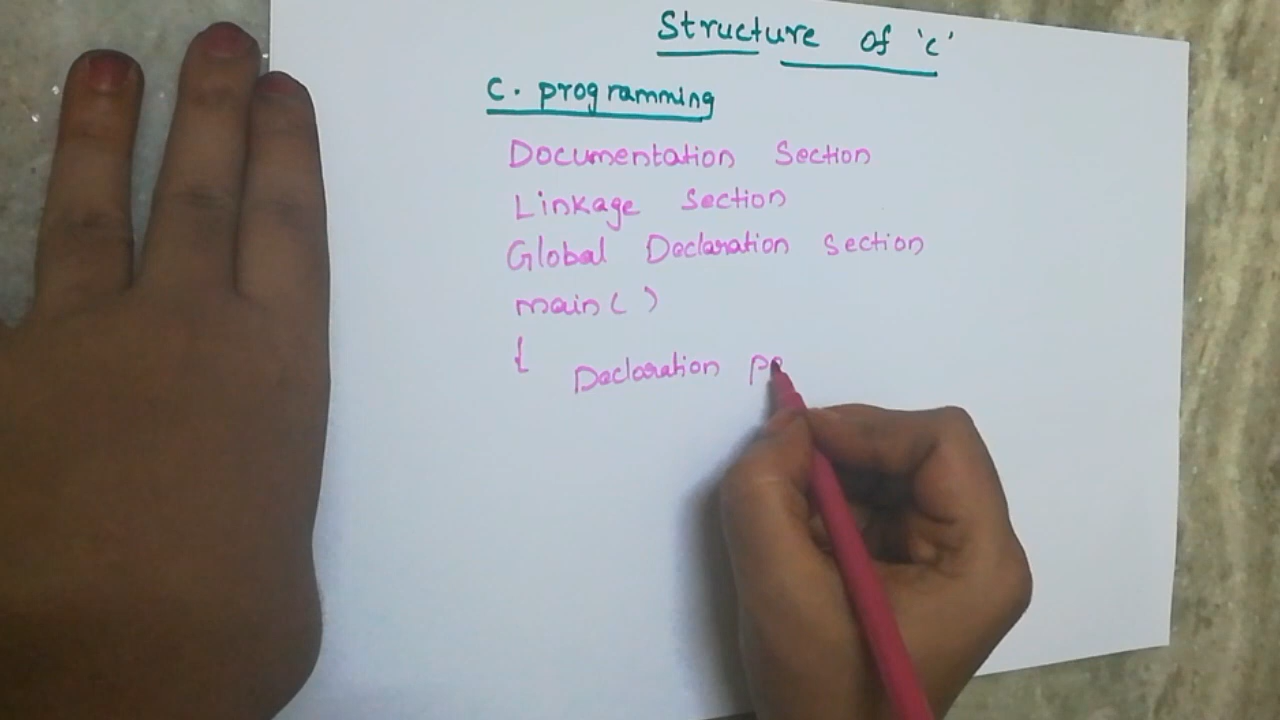 Structure of 'c'
C. programming
Documentation Section
Linkage Section
Global Declaration Section
main( )
{
Declaration